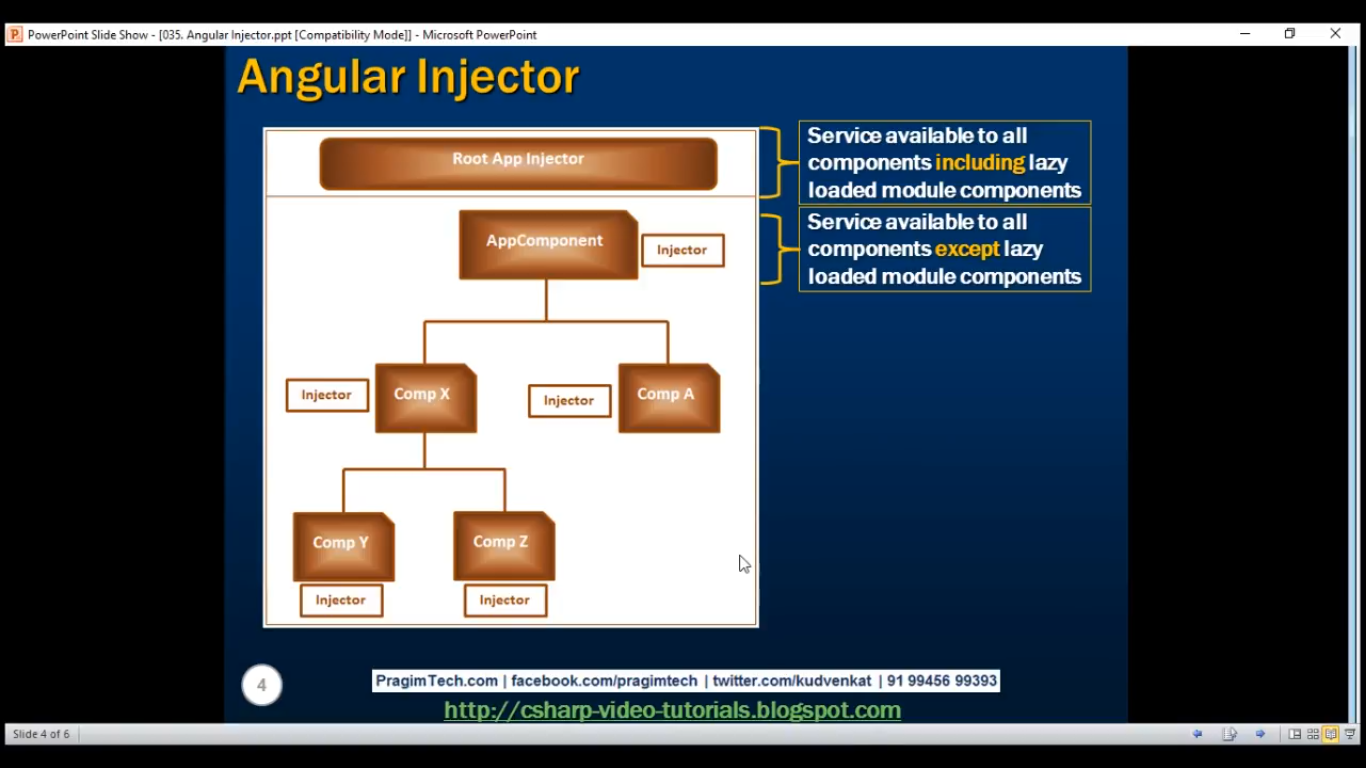 PowerPoint Slide Show - [035. Angular Injector.ppt [Compatibility Mode]] - Microsoft PowerPoint
Angular Injector
Root App Injector
Service available to all
components including lazy
loaded module components
AppComponent
Injector
Service available to all
components except lazy
loaded module components
Injector
Comp X
Injector
Comp A
Comp Y
Comp Z
Injector
Injector
4
PragimTech.com | facebook.com/pragimtech | twitter.com/kudvenkat | 91 99456 99393
http://csharp-video-tutorials.blogspot.com
Slide 4 of 6